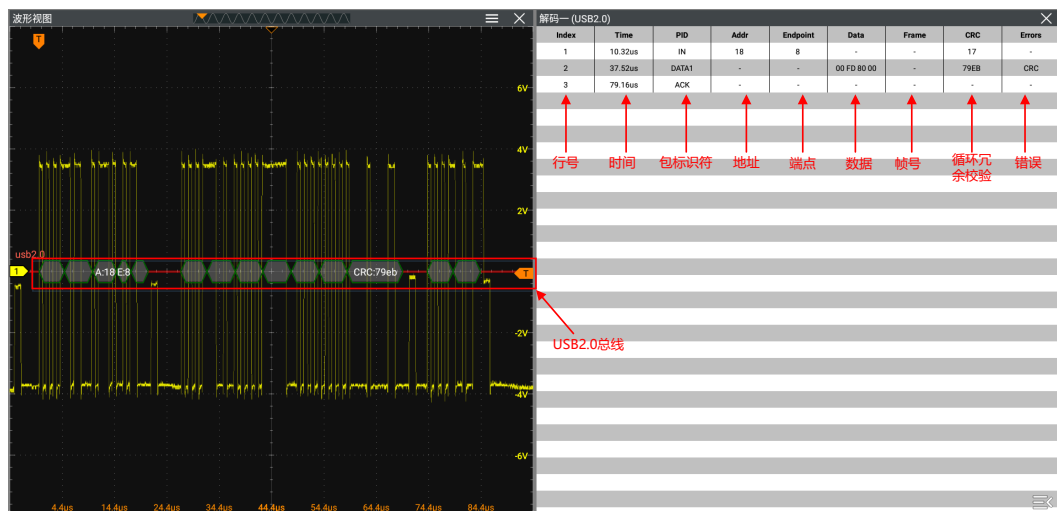 波形视图
解码一 (USB2.0)
Index Time PID Addr Endpoint Data Frame CRC Errors
1 10.32us IN 18 8 - - 17 -
2 37.52us DATA1 - - 00 FD 80 00 - 79EB CRC
3 79.16us ACK - - - - - -
行号 时间 包标识符 地址 端点 数据 帧号 循环冗 错误
余校验
T
6V
4V
2V
usb2.0
1
A:18 E:8
CRC:79eb
T
USB2.0总线
-2V
-4V
-6V
4.4us 14.4us 24.4us 34.4us 44.4us 54.4us 64.4us 74.4us 84.4us